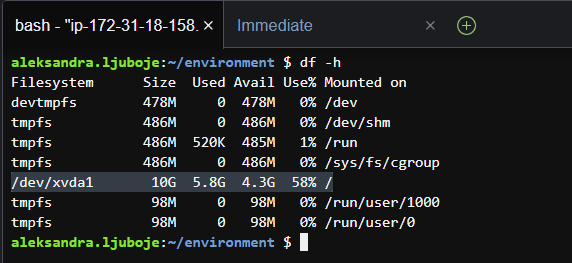 bash - "ip-172-31-18-158. × Immediate ×
aleksandra.ljuboje:~/environment $ df -h
Filesystem      Size  Used Avail Use% Mounted on
devtmpfs        478M     0  478M   0% /dev
tmpfs           486M     0  486M   0% /dev/shm
tmpfs           486M  520K  485M   1% /run
tmpfs           486M     0  486M   0% /sys/fs/cgroup
/dev/xvda1       10G  5.8G  4.3G  58% /
tmpfs            98M     0   98M   0% /run/user/1000
tmpfs            98M     0   98M   0% /run/user/0
aleksandra.ljuboje:~/environment $